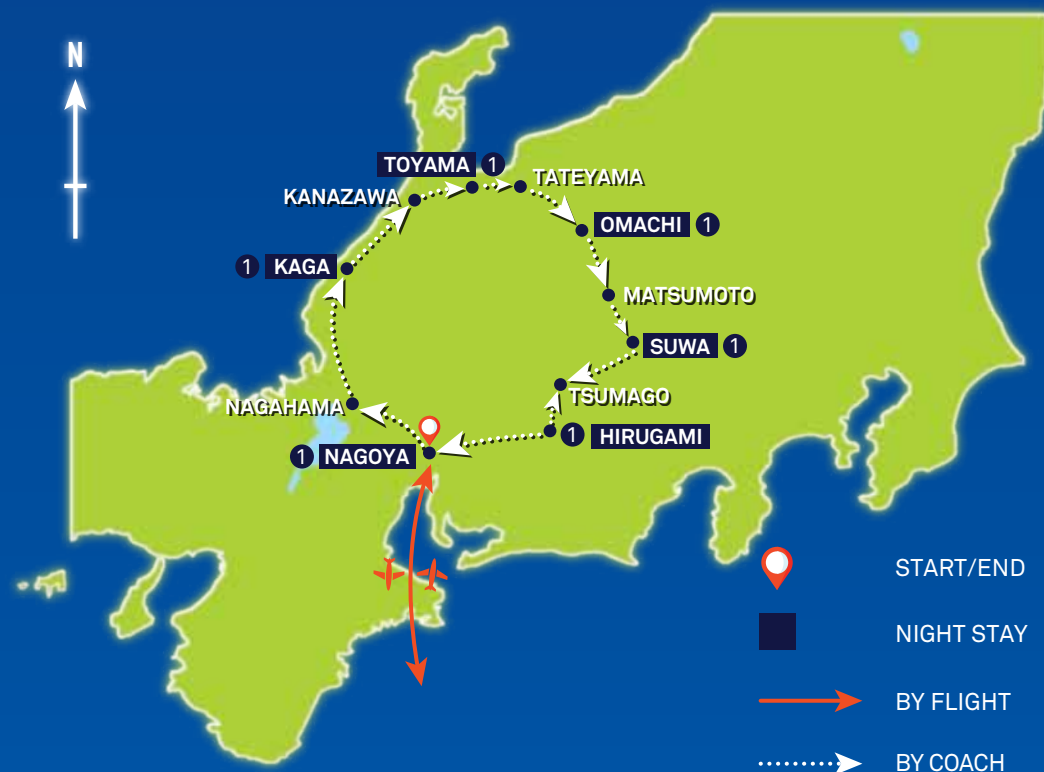 N
TOYAMA 1
TATEYAMA
KANAZAWA
OMACHI 1
1 KAGA
MATSUMOTO
SUWA 1
TSUMAGO
NAGAHAMA
1 HIRUGAMI
1 NAGOYA
START/END
NIGHT STAY
BY FLIGHT
BY COACH